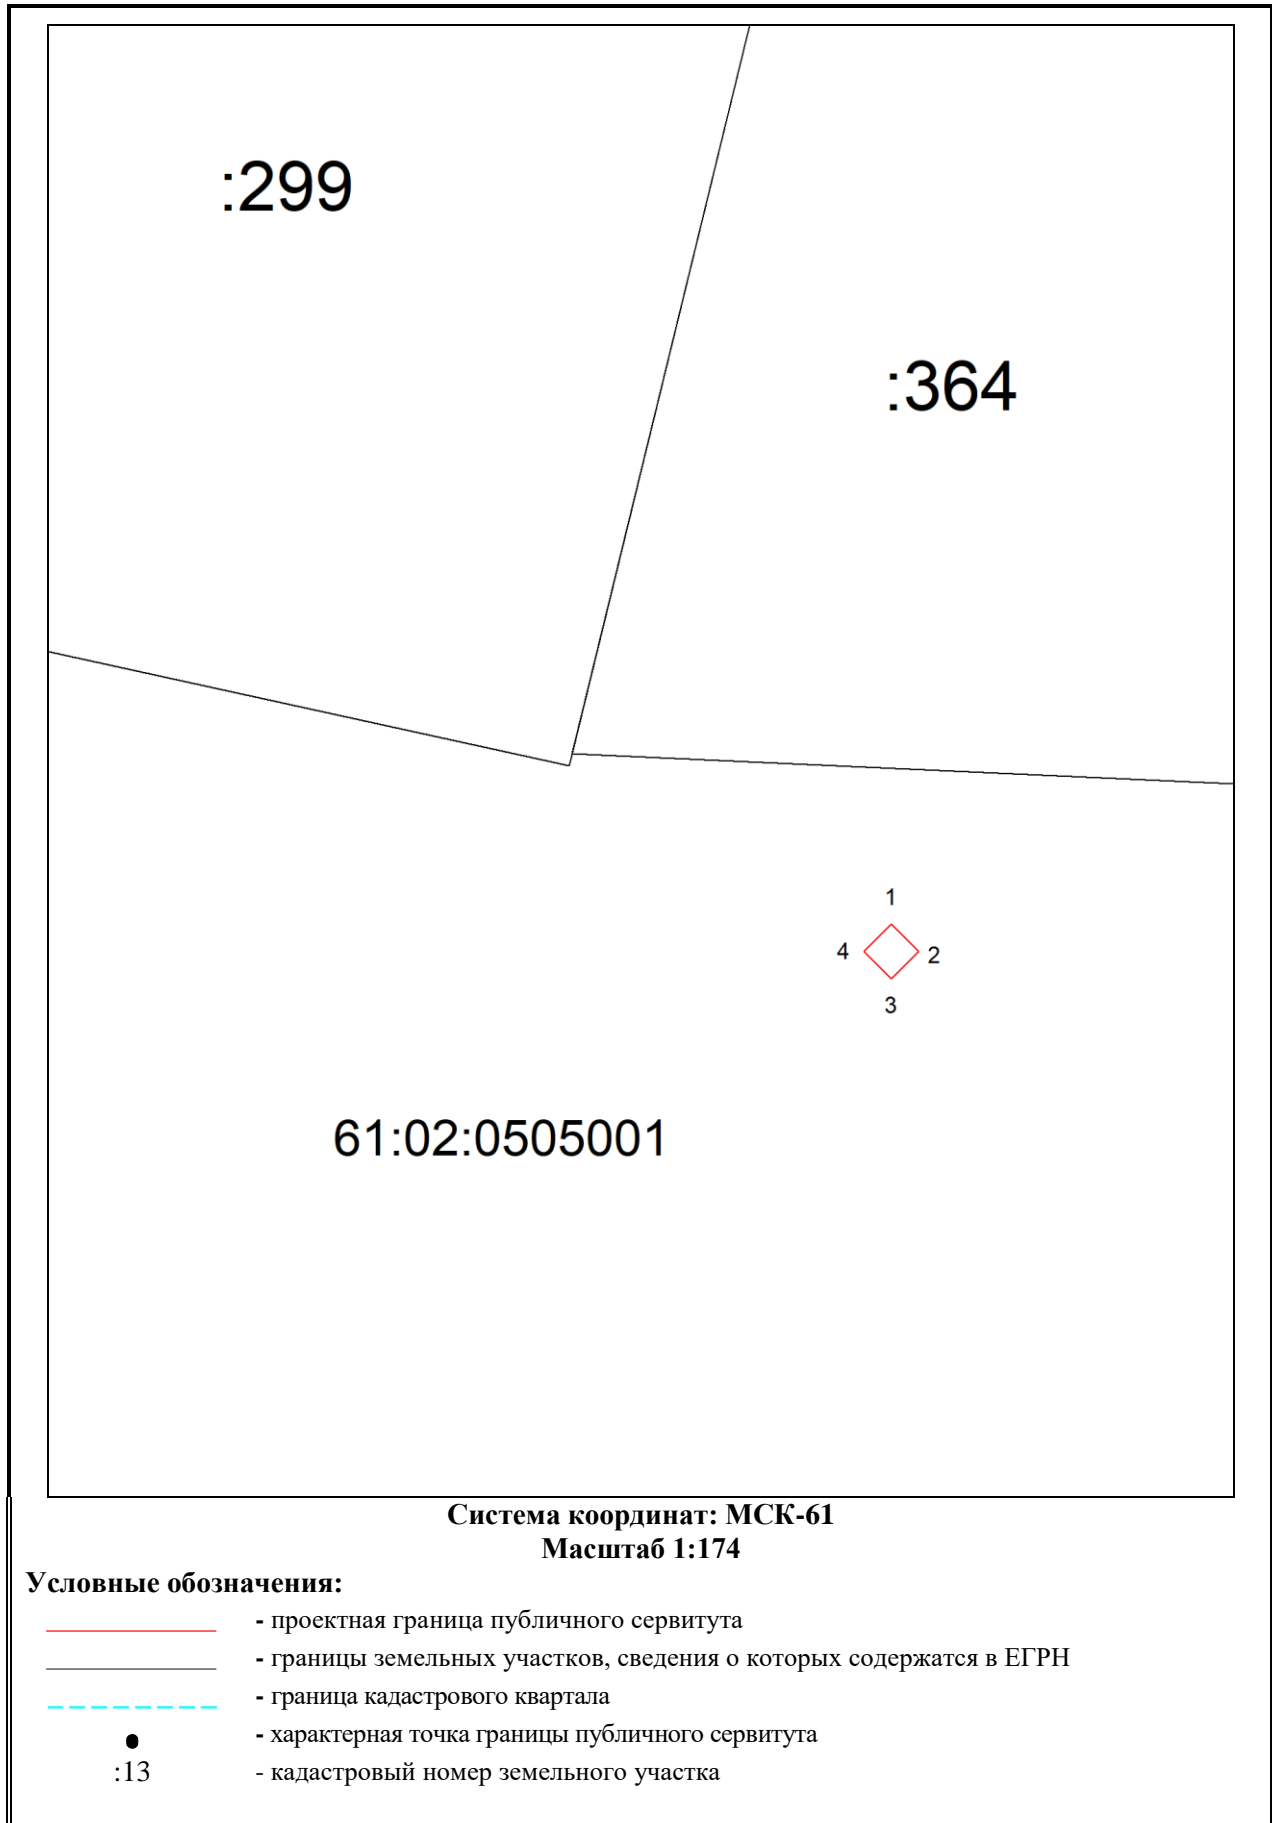 :299
:364
1
4
2
3
61:02:0505001
Система координат: МСК-61
Масштаб 1:174
Условные обозначения:
- проектная граница публичного сервитута
- границы земельных участков, сведения о которых содержатся в ЕГРН
- граница кадастрового квартала
- характерная точка границы публичного сервитута
:13 - кадастровый номер земельного участка